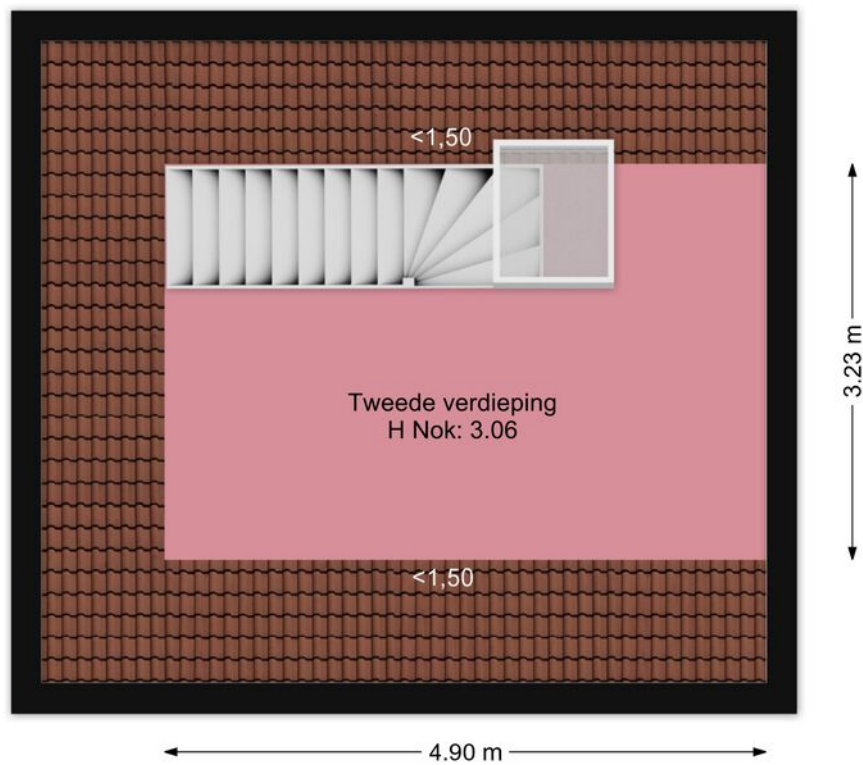 <1,50
3.23 m
Tweede verdieping
H Nok: 3.06
<1,50
4.90 m